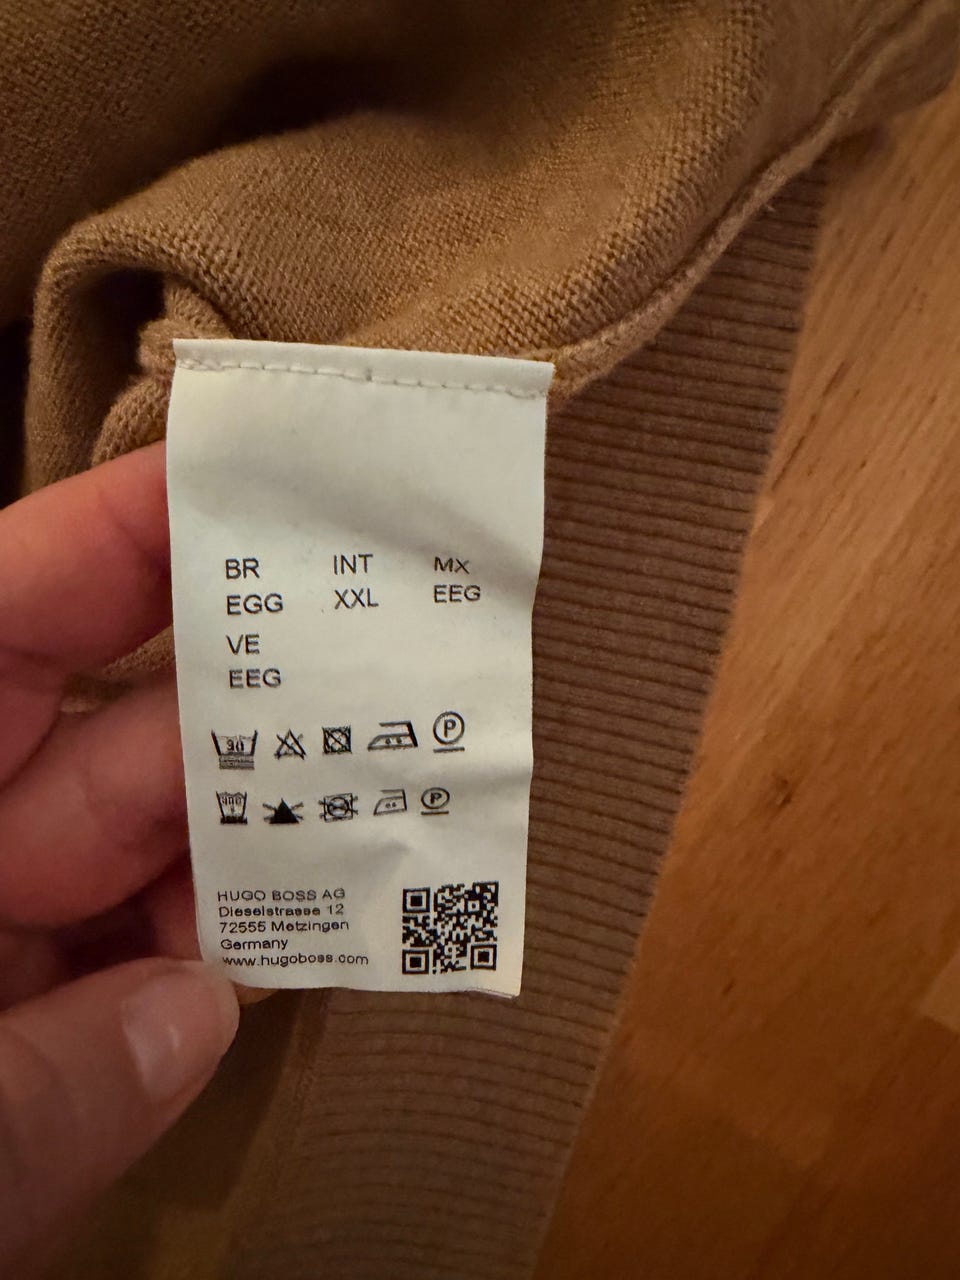 BR INT MX
EGG XXL EEG
VE
EEG
30
P
P
HUGO BOSS AG
Dieselstrasse 12
72555 Metzingen
Germany
www.hugoboss.com